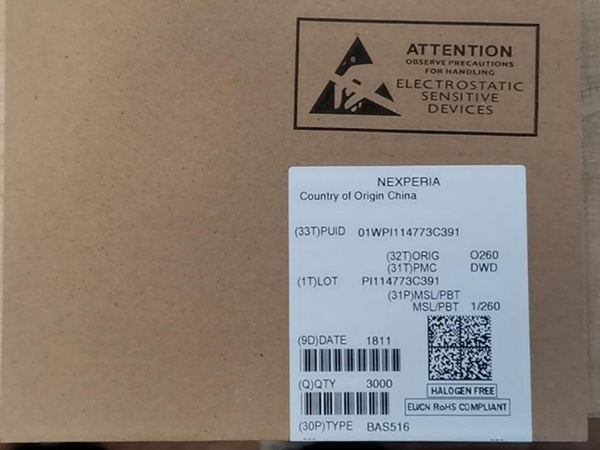 ATTENTION
OBSERVE PRECAUTIONS
FOR HANDLING
ELECTROSTATIC
SENSITIVE
DEVICES
NEXPERIA
Country of Origin China
(33T)PUID 01WPI114773C391
(32T)ORIG O260
(31T)PMC DWD
(1T)LOT PI114773C391
(31P)MSL/PBT
MSL/PBT 1/260
(9D)DATE 1811
(Q)QTY 3000
HALOGEN FREE
EU/CN RoHS COMPLIANT
(30P)TYPE BAS516